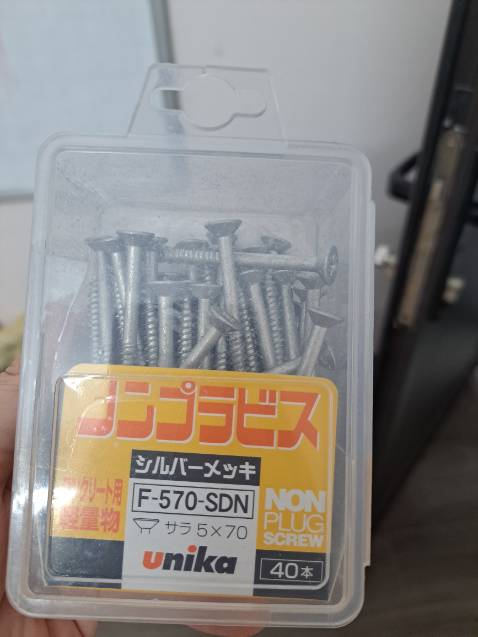 コンプラビス
シルバーメッキ
コンクリート用
軽量物
F-570-SDN
サラ 5×70
NON
PLUG
SCREW
unika
40本